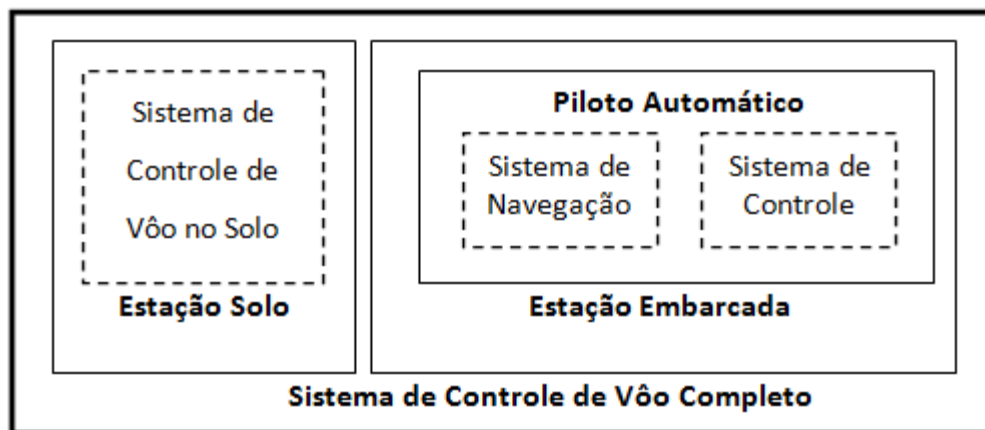 Sistema de
Controle de
Vôo no Solo
Estação Solo
Piloto Automático
Sistema de
Navegação
Sistema de
Controle
Estação Embarcada
Sistema de Controle de Vôo Completo